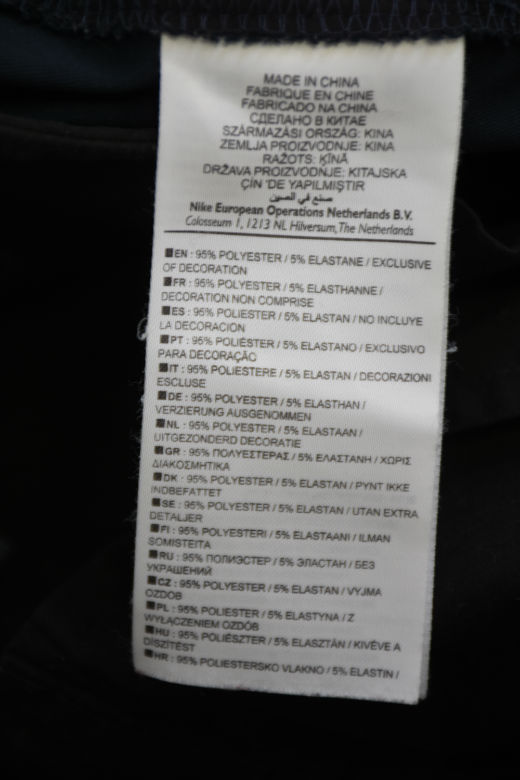 MADE IN CHINA
FABRIQUE EN CHINE
FABRICADO NA CHINA
СДЕЛАНО В КИТАЕ
SZÁRMAZÁSI ORSZÁG: KINA
ZEMLJA PROIZVODNJE: KINA
RAŽOTS: ĶĪNĀ
DRŽAVA PROIZVODNJE: KITAJSKA
ÇİN 'DE YAPILMIŞTIR
صنع في الصين
Nike European Operations Netherlands B.V.
Colosseum 1, 1213 NL Hilversum, The Netherlands
EN : 95% POLYESTER / 5% ELASTANE / EXCLUSIVE
OF DECORATION
FR : 95% POLYESTER / 5% ELASTHANNE /
DECORATION NON COMPRISE
ES : 95% POLIESTER / 5% ELASTAN / NO INCLUYE
LA DECORACION
PT : 95% POLIÉSTER / 5% ELASTANO / EXCLUSIVO
PARA DECORAÇÃO
IT : 95% POLIESTERE / 5% ELASTAN / DECORAZIONI
ESCLUSE
DE : 95% POLYESTER / 5% ELASTHAN /
VERZIERUNG AUSGENOMMEN
NL : 95% POLYESTER / 5% ELASTAAN /
UITGEZONDERD DECORATIE
GR : 95% ΠΟΛΥΕΣΤΕΡΑΣ / 5% ΕΛΑΣΤΑΝΗ / ΧΩΡΙΣ
ΔΙΑΚΟΣΜΗΤΙΚΑ
DK : 95% POLYESTER / 5% ELASTAN / PYNT IKKE
INDBEFATTET
SE : 95% POLYESTER / 5% ELASTAN / UTAN EXTRA
DETALJER
FI : 95% POLYESTERI / 5% ELASTAANI / ILMAN
SOMISTEITA
RU : 95% ПОЛИЭСТЕР / 5% ЭЛАСТАН / БЕЗ
УКРАШЕНИЙ
CZ : 95% POLYESTER / 5% ELASTAN / VYJMA
OZDOB
PL : 95% POLIESTER / 5% ELASTYNA / Z
WYŁĄCZENIEM OZDÓB
HU : 95% POLIÉSZTER / 5% ELASZTÁN / KIVÉVE A
DÍSZÍTÉST
HR : 95% POLIESTERSKO VLAKNO / 5% ELASTIN /